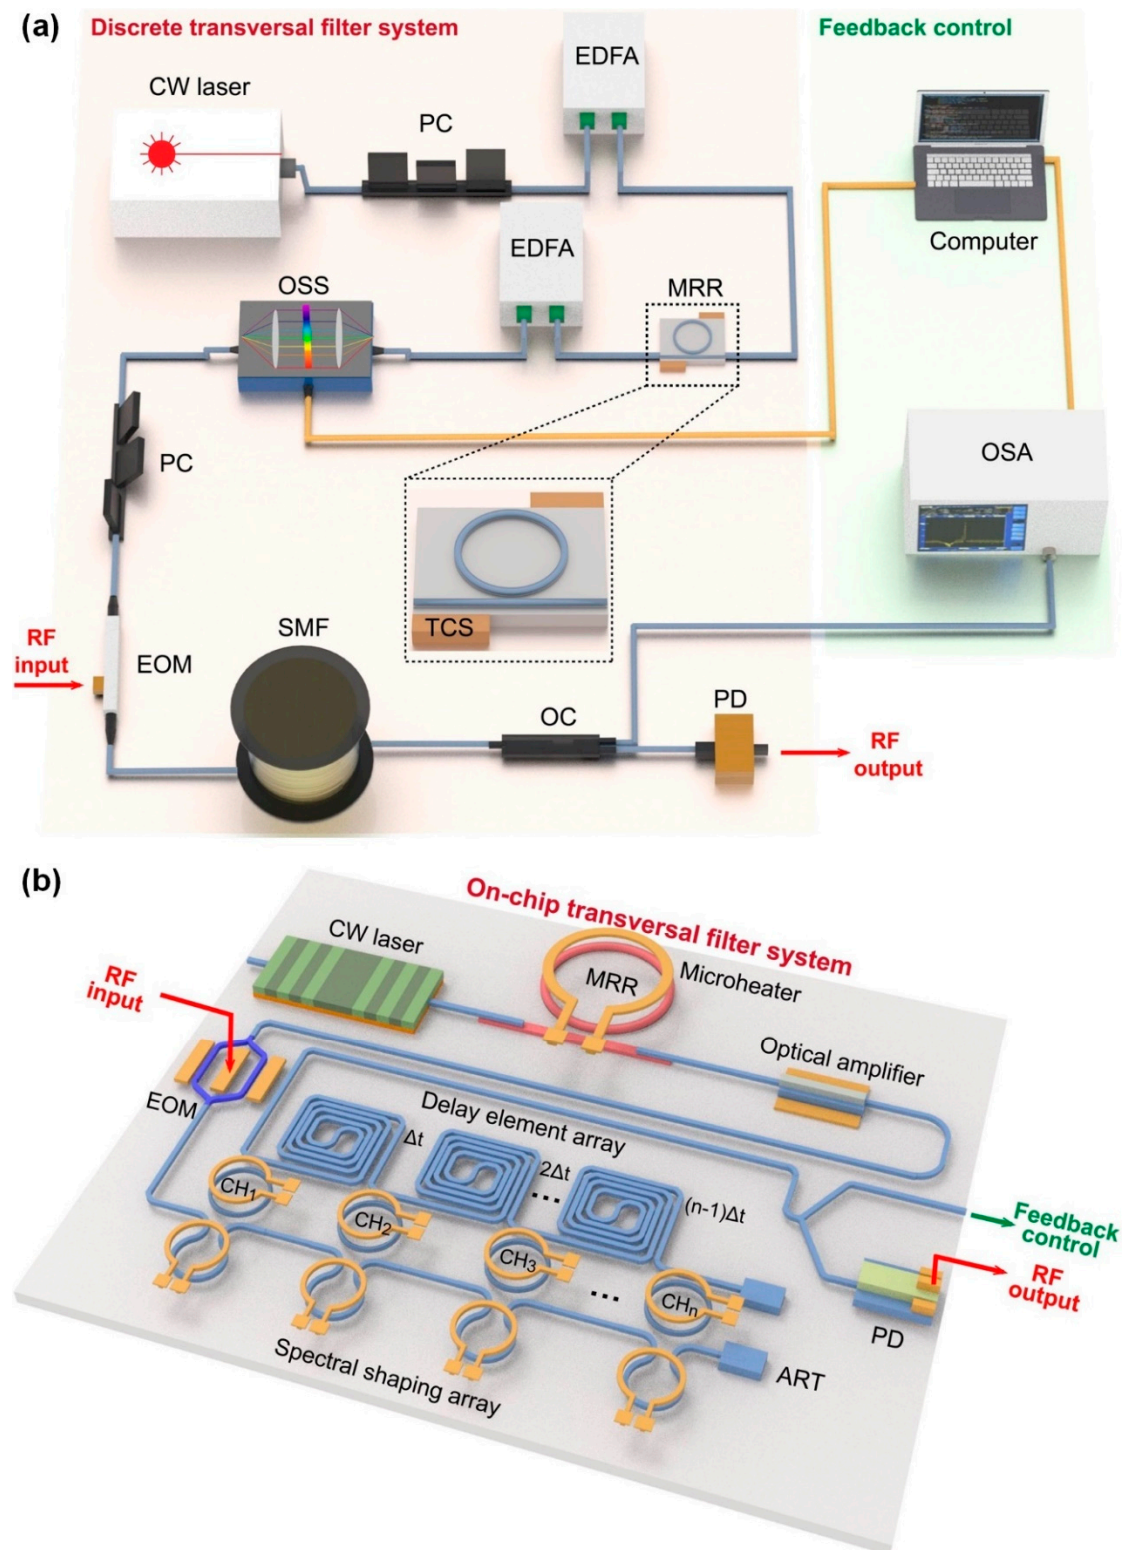 (a)
Discrete transversal filter system
Feedback control
EDFA
CW laser
PC
EDFA
Computer
OSS
MRR
PC
OSA
TCS
SMF
RF
input
EOM
OC
PD
RF
output
(b)
On-chip transversal filter system
CW laser
MRR
Microheater
RF
input
Optical amplifier
EOM
Delay element array
Δt
2Δt
...
(n-1)Δt
CH1
CH2
CH3
...
CHn
Feedback
control
RF
output
PD
Spectral shaping array
ART